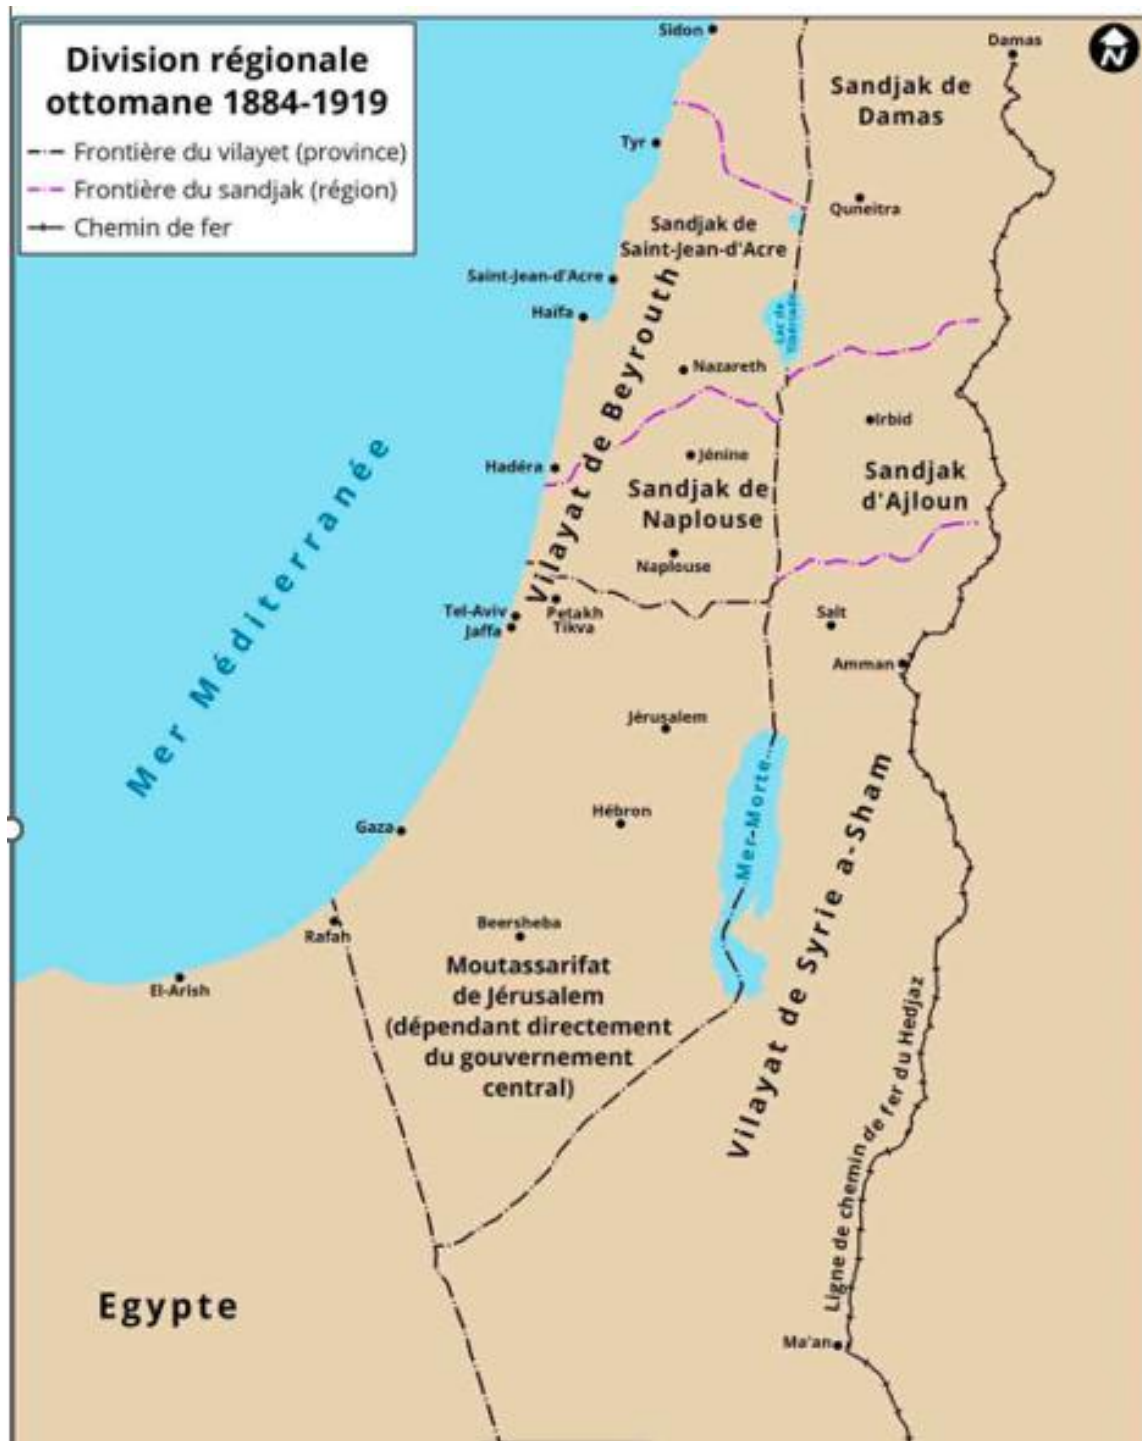 Division régionale
ottomane 1884-1919
Frontière du vilayet (province)
Frontière du sandjak (région)
Chemin de fer
N
Sidon
Damas
Sandjak de
Damas
Tyr
Quneitra
Sandjak de
Saint-Jean-d'Acre
Saint-Jean-d'Acre
Haïfa
Lac de
Tibériade
Nazareth
Vilayat de Beyrouth
Irbid
Hadéra
Jénine
Sandjak
d'Ajloun
Sandjak de
Naplouse
Naplouse
Mer Méditerranée
Tel-Aviv
Jaffa
Petakh
Tikva
Salt
Amman
Jérusalem
Mer-Morte
Hébron
Gaza
Vilayat de Syrie a-Sham
Rafah
Beersheba
El-Arish
Moutassarifat
de Jérusalem
(dépendant directement
du gouvernement
central)
Ligne de chemin de fer du Hedjaz
Egypte
Ma'an